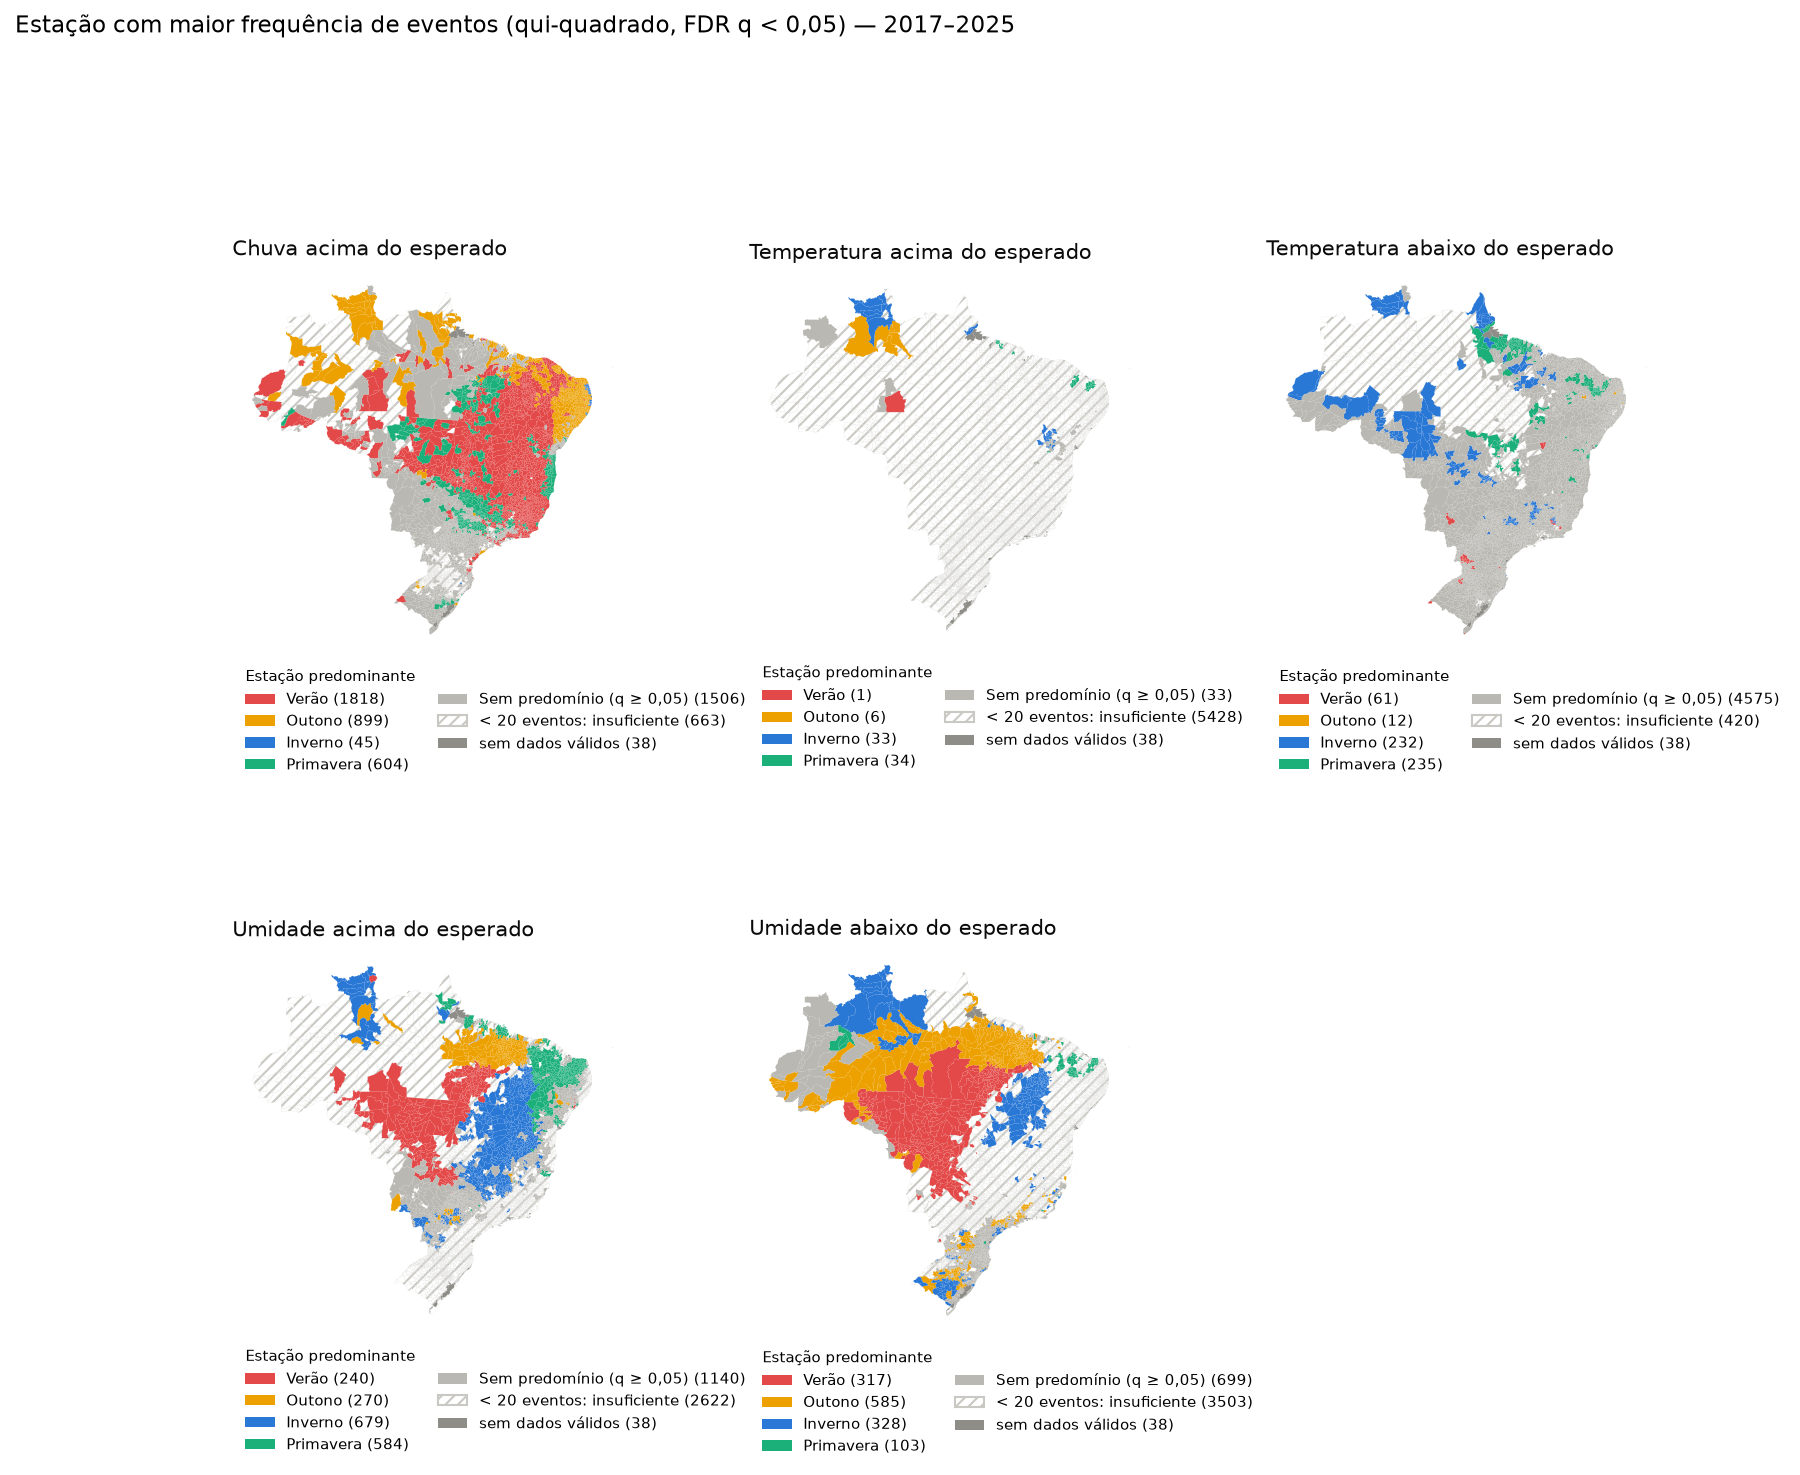 Estação com maior frequência de eventos (qui-quadrado, FDR q < 0,05) — 2017–2025
Chuva acima do esperado
Estação predominante
Verão (1818)
Outono (899)
Inverno (45)
Primavera (604)
Sem predomínio (q ≥ 0,05) (1506)
< 20 eventos: insuficiente (663)
sem dados válidos (38)
Temperatura acima do esperado
Estação predominante
Verão (1)
Outono (6)
Inverno (33)
Primavera (34)
Sem predomínio (q ≥ 0,05) (33)
< 20 eventos: insuficiente (5428)
sem dados válidos (38)
Temperatura abaixo do esperado
Estação predominante
Verão (61)
Outono (12)
Inverno (232)
Primavera (235)
Sem predomínio (q ≥ 0,05) (4575)
< 20 eventos: insuficiente (420)
sem dados válidos (38)
Umidade acima do esperado
Estação predominante
Verão (240)
Outono (270)
Inverno (679)
Primavera (584)
Sem predomínio (q ≥ 0,05) (1140)
< 20 eventos: insuficiente (2622)
sem dados válidos (38)
Umidade abaixo do esperado
Estação predominante
Verão (317)
Outono (585)
Inverno (328)
Primavera (103)
Sem predomínio (q ≥ 0,05) (699)
< 20 eventos: insuficiente (3503)
sem dados válidos (38)